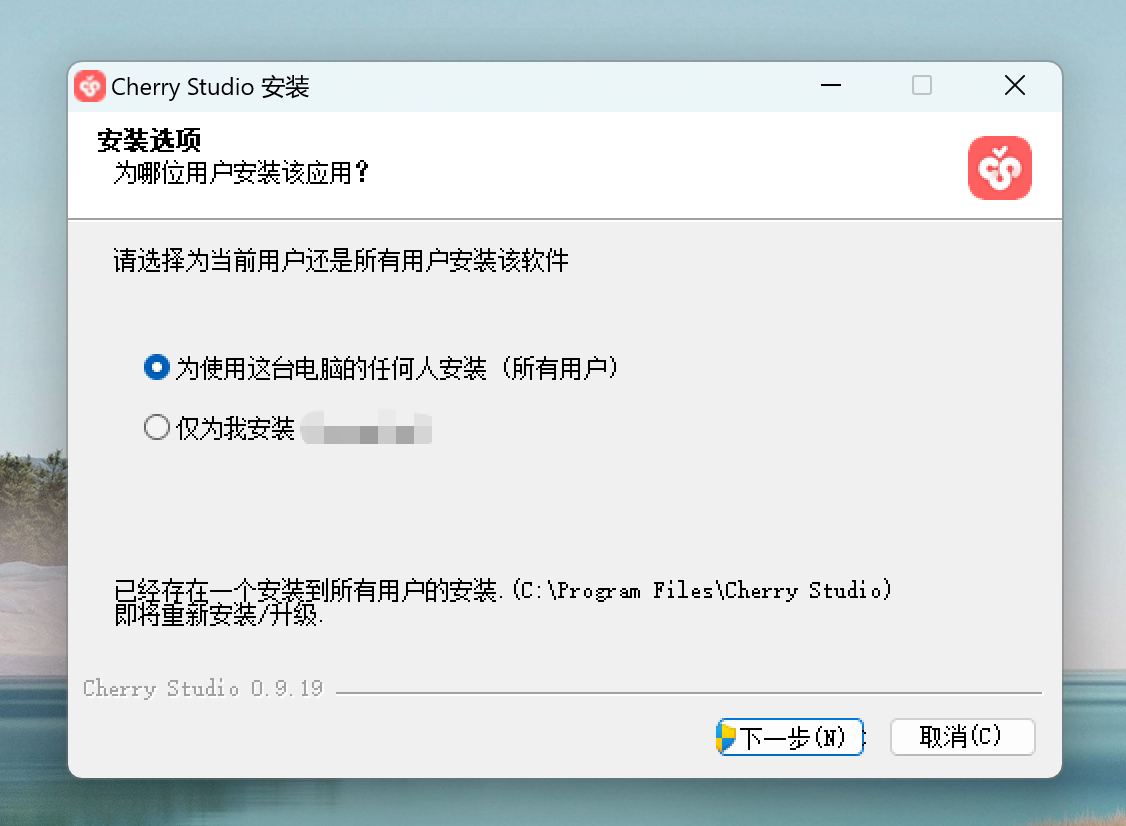 Cherry Studio 安装
安装选项
为哪位用户安装该应用？
请选择为当前用户还是所有用户安装该软件
为使用这台电脑的任何人安装（所有用户）
仅为我安装
已经存在一个安装到所有用户的安装.(C:\Program Files\Cherry Studio)
即将重新安装/升级.
Cherry Studio 0.9.19
下一步(N)
取消(C)